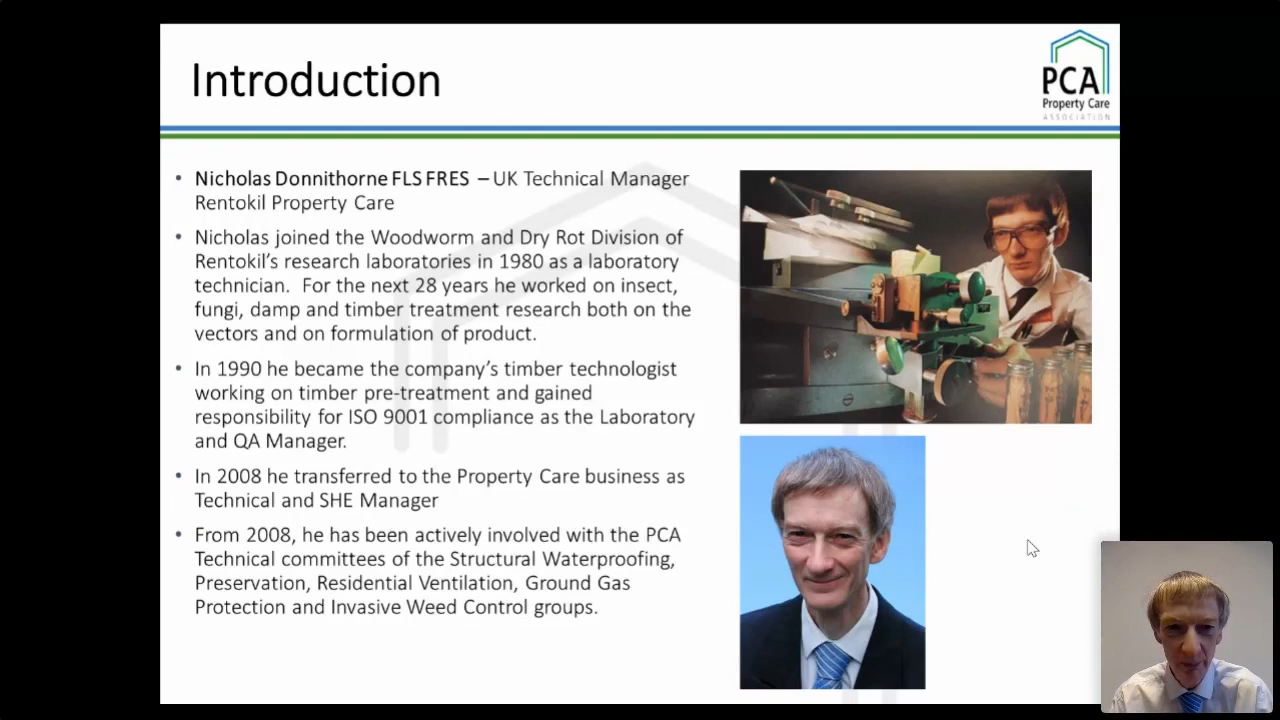 Introduction
PCA
Property Care
ASSOCIATION
• Nicholas Donnithorne FLS FRES – UK Technical Manager
Rentokil Property Care
• Nicholas joined the Woodworm and Dry Rot Division of
Rentokil's research laboratories in 1980 as a laboratory
technician. For the next 28 years he worked on insect,
fungi, damp and timber treatment research both on the
vectors and on formulation of product.
• In 1990 he became the company's timber technologist
working on timber pre-treatment and gained
responsibility for ISO 9001 compliance as the Laboratory
and QA Manager.
• In 2008 he transferred to the Property Care business as
Technical and SHE Manager
• From 2008, he has been actively involved with the PCA
Technical committees of the Structural Waterproofing,
Preservation, Residential Ventilation, Ground Gas
Protection and Invasive Weed Control groups.